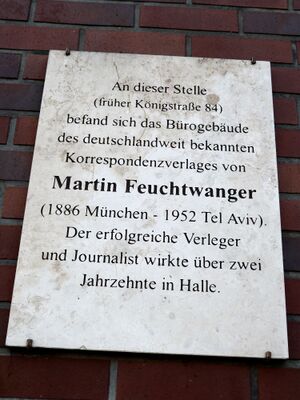 An dieser Stelle
(früher Königstraße 84)
befand sich das Bürogebäude
des deutschlandweit bekannten
Korrespondenzverlages von
Martin Feuchtwanger
(1886 München - 1952 Tel Aviv).
Der erfolgreiche Verleger
und Journalist wirkte über zwei
Jahrzehnte in Halle.